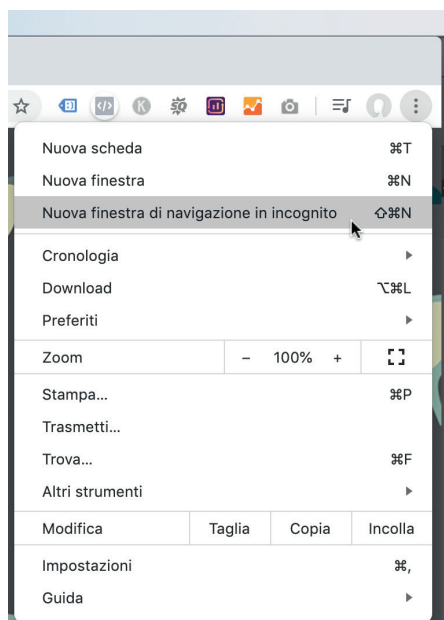 Nuova scheda ⌘T
Nuova finestra ⌘N
Nuova finestra di navigazione in incognito ⇧⌘N
Cronologia
Download ⌥⌘L
Preferiti
Zoom – 100% +
Stampa... ⌘P
Trasmetti...
Trova... ⌘F
Altri strumenti
Modifica Taglia Copia Incolla
Impostazioni ⌘,
Guida